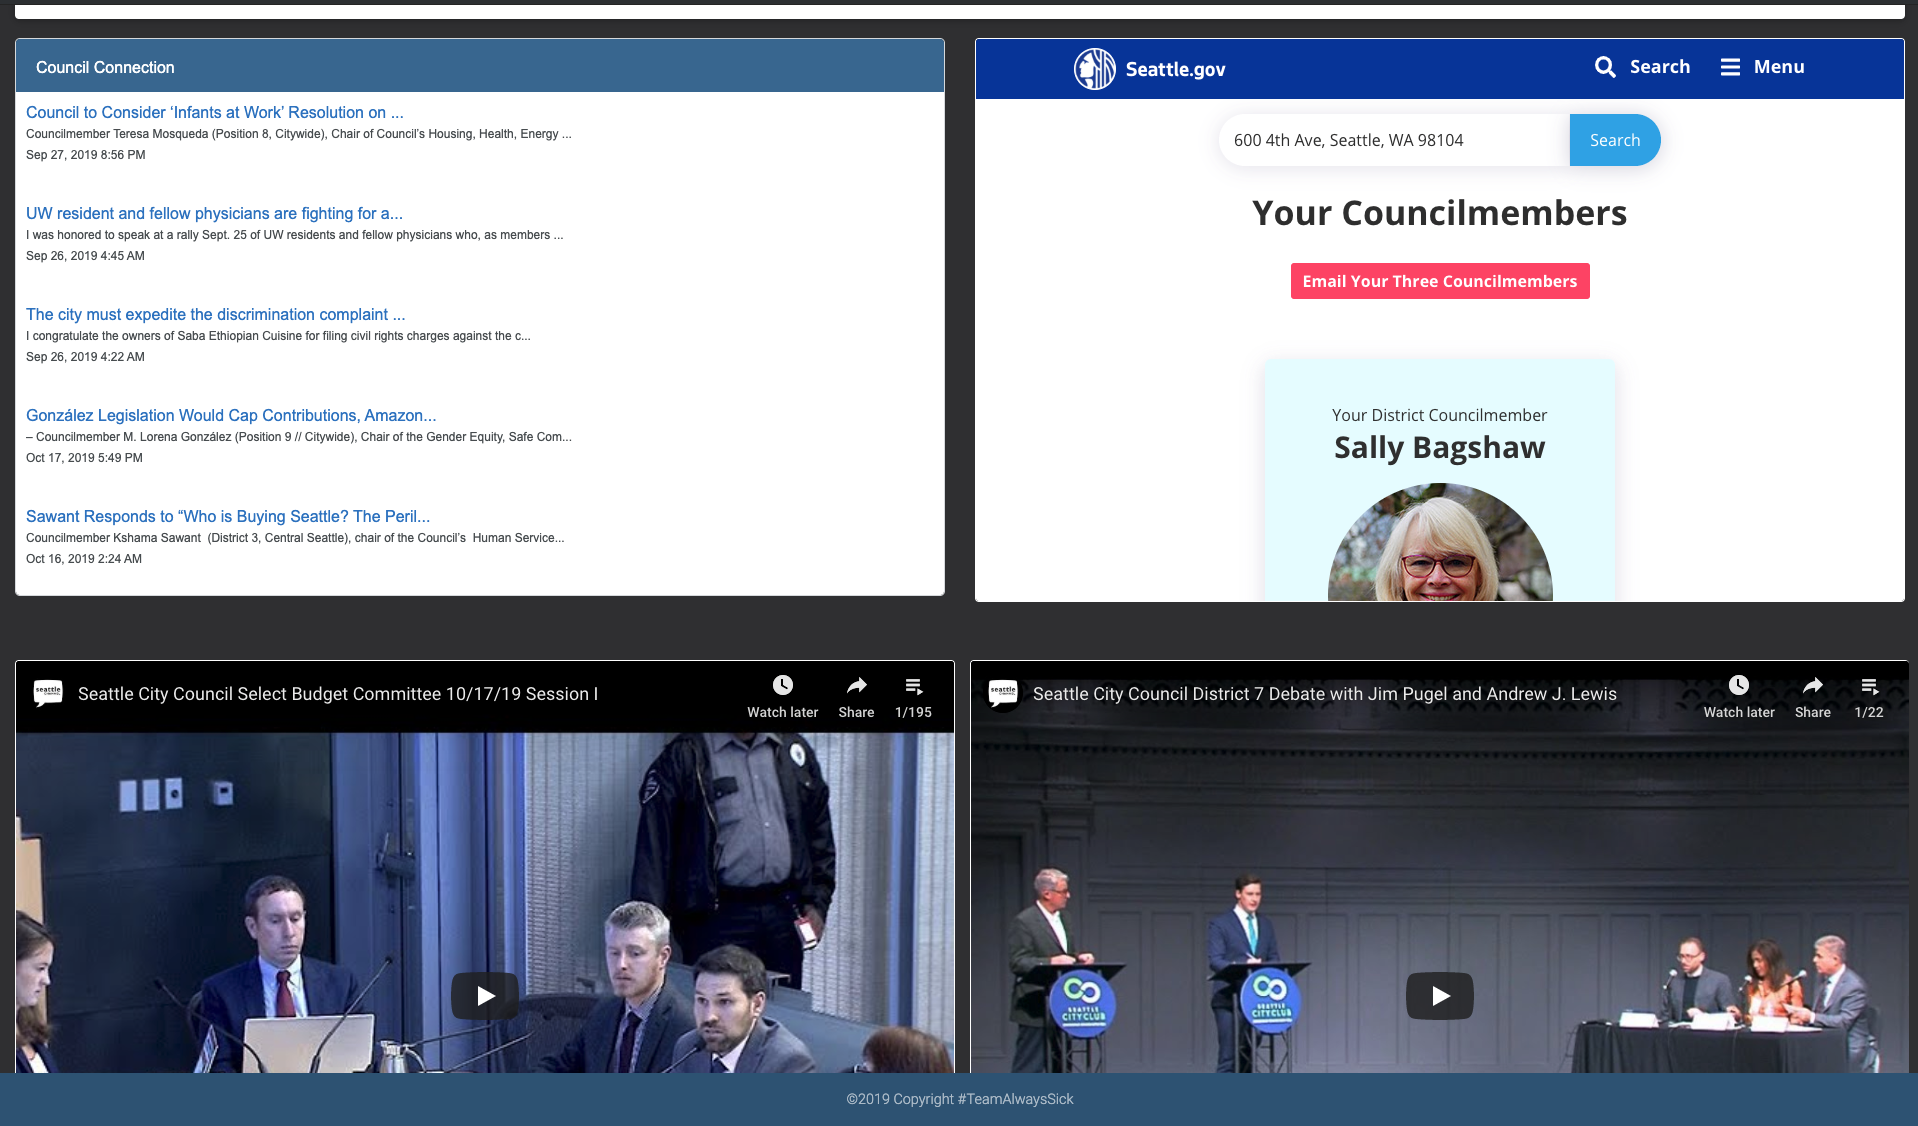 Council Connection
Council to Consider ‘Infants at Work’ Resolution on ...
Councilmember Teresa Mosqueda (Position 8, Citywide), Chair of Council’s Housing, Health, Energy ...
Sep 27, 2019 8:56 PM
UW resident and fellow physicians are fighting for a...
I was honored to speak at a rally Sept. 25 of UW residents and fellow physicians who, as members ...
Sep 26, 2019 4:45 AM
The city must expedite the discrimination complaint ...
I congratulate the owners of Saba Ethiopian Cuisine for filing civil rights charges against the c...
Sep 26, 2019 4:22 AM
González Legislation Would Cap Contributions, Amazon...
– Councilmember M. Lorena González (Position 9 // Citywide), Chair of the Gender Equity, Safe Com...
Oct 17, 2019 5:49 PM
Sawant Responds to “Who is Buying Seattle? The Peril...
Councilmember Kshama Sawant  (District 3, Central Seattle), chair of the Council’s  Human Service...
Oct 16, 2019 2:24 AM
Seattle.gov
Search
Menu
600 4th Ave, Seattle, WA 98104
Search
Your Councilmembers
Email Your Three Councilmembers
Your District Councilmember
Sally Bagshaw
seattle
CHANNEL
Seattle City Council Select Budget Committee 10/17/19 Session I
Watch later
Share
1/195
seattle
CHANNEL
Seattle City Council District 7 Debate with Jim Pugel and Andrew J. Lewis
Watch later
Share
1/22
SEATTLE
CITYCLUB
SEATTLE
CITYCLUB
©2019 Copyright #TeamAlwaysSick